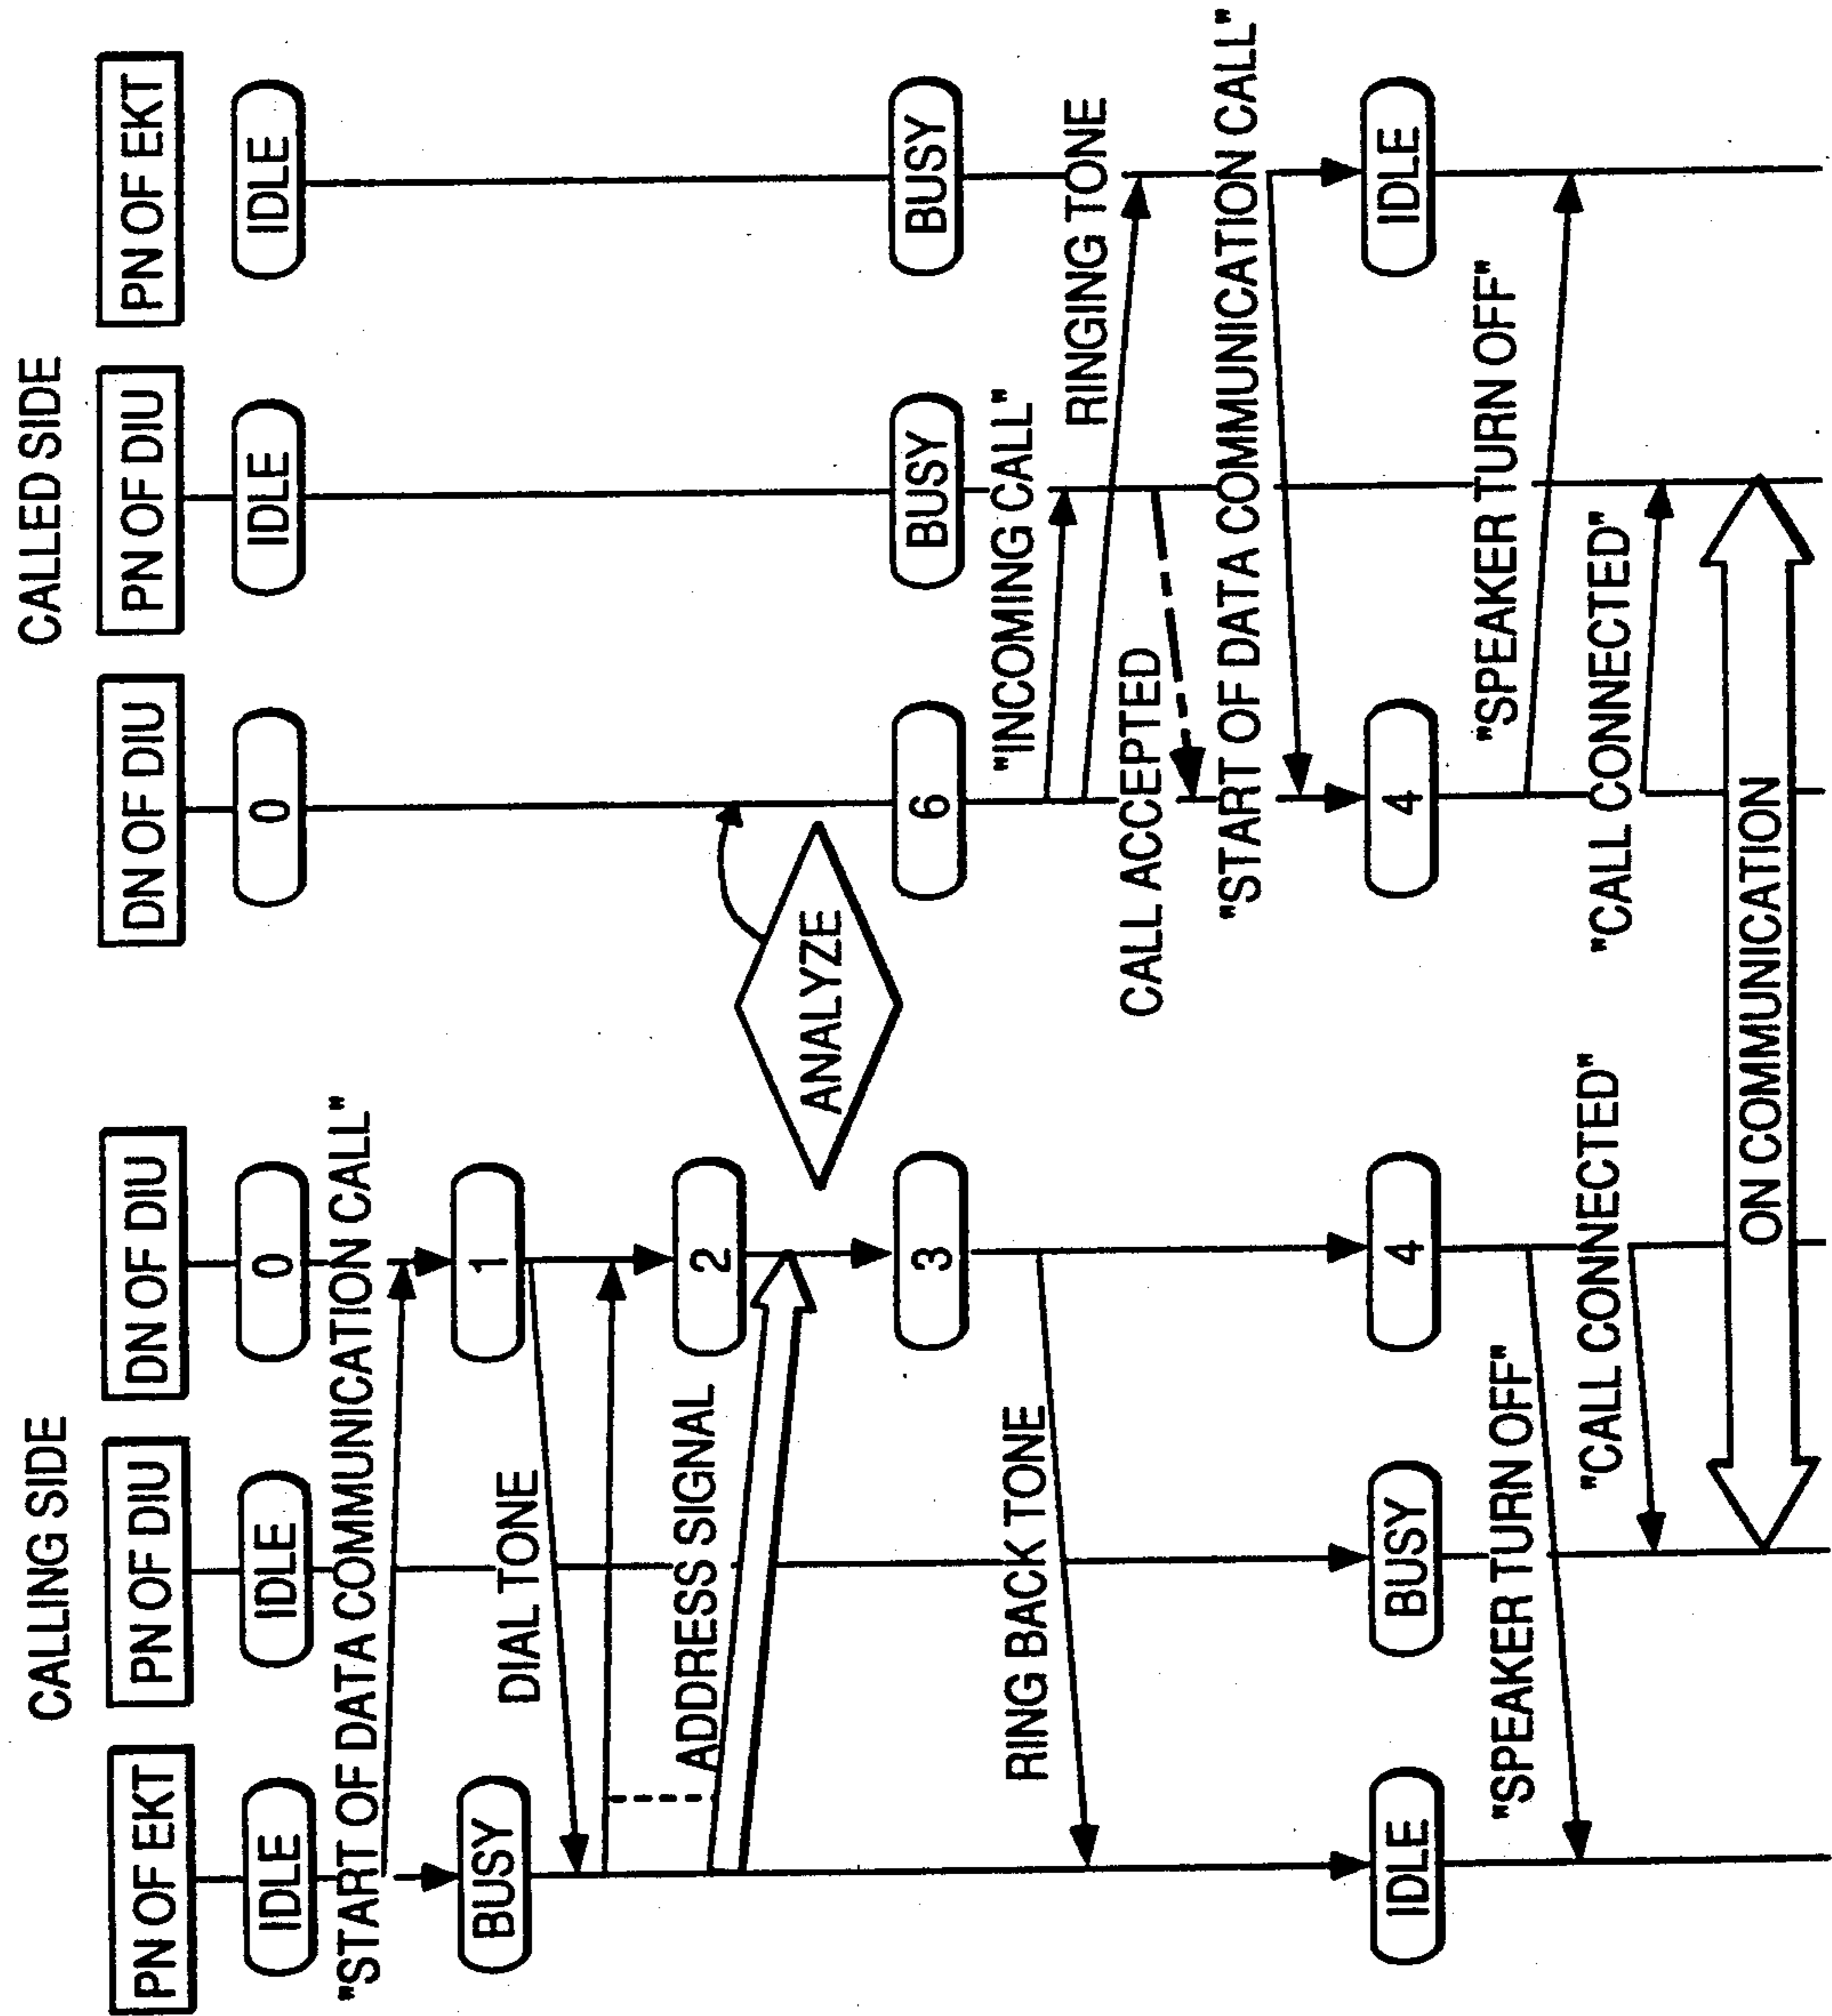 CALLING SIDE
CALLED SIDE
PN OF EKT
PN OF DIU
DN OF DIU
DN OF DIU
PN OF DIU
PN OF EKT
IDLE
IDLE
0
0
IDLE
IDLE
"START OF DATA COMMUNICATION CALL"
BUSY
1
DIAL TONE
ADDRESS SIGNAL
2
ANALYZE
3
6
BUSY
BUSY
"INCOMING CALL"
RING BACK TONE
RINGING TONE
CALL ACCEPTED
"START OF DATA COMMUNICATION CALL"
IDLE
BUSY
4
4
IDLE
"SPEAKER TURN OFF"
"SPEAKER TURN OFF"
"CALL CONNECTED"
"CALL CONNECTED"
ON COMMUNICATION